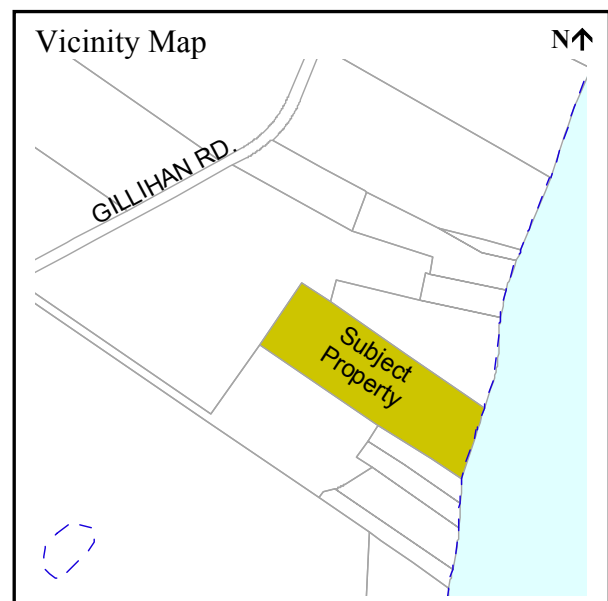 Vicinity Map
N↑
GILLIHAN RD.
Subject
Property